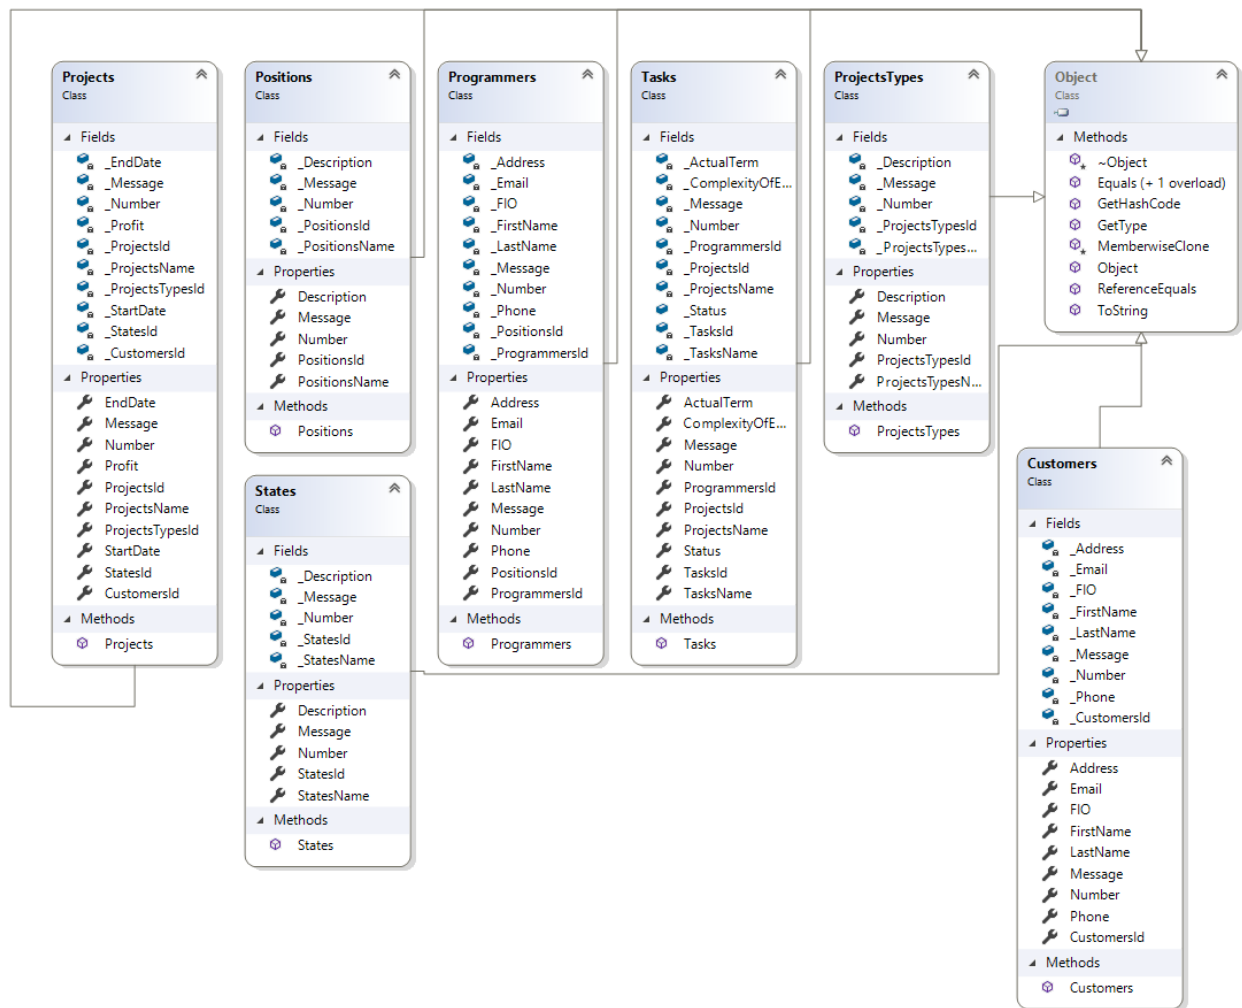 Projects
Class
Fields
_EndDate
_Message
_Number
_Profit
_ProjectsId
_ProjectsName
_ProjectsTypesId
_StartDate
_StatesId
_CustomersId
Properties
EndDate
Message
Number
Profit
ProjectsId
ProjectsName
ProjectsTypesId
StartDate
StatesId
CustomersId
Methods
Projects
Positions
Class
Fields
_Description
_Message
_Number
_PositionsId
_PositionsName
Properties
Description
Message
Number
PositionsId
PositionsName
Methods
Positions
States
Class
Fields
_Description
_Message
_Number
_StatesId
_StatesName
Properties
Description
Message
Number
StatesId
StatesName
Methods
States
Programmers
Class
Fields
_Address
_Email
_FIO
_FirstName
_LastName
_Message
_Number
_Phone
_PositionsId
_ProgrammersId
Properties
Address
Email
FIO
FirstName
LastName
Message
Number
Phone
PositionsId
ProgrammersId
Methods
Programmers
Tasks
Class
Fields
_ActualTerm
_ComplexityOfE...
_Message
_Number
_ProgrammersId
_ProjectsId
_ProjectsName
_Status
_TasksId
_TasksName
Properties
ActualTerm
ComplexityOfE...
Message
Number
ProgrammersId
ProjectsId
ProjectsName
Status
TasksId
TasksName
Methods
Tasks
ProjectsTypes
Class
Fields
_Description
_Message
_Number
_ProjectsTypesId
_ProjectsTypes...
Properties
Description
Message
Number
ProjectsTypesId
ProjectsTypesN...
Methods
ProjectsTypes
Object
Class
Methods
~Object
Equals (+ 1 overload)
GetHashCode
GetType
MemberwiseClone
Object
ReferenceEquals
ToString
Customers
Class
Fields
_Address
_Email
_FIO
_FirstName
_LastName
_Message
_Number
_Phone
_CustomersId
Properties
Address
Email
FIO
FirstName
LastName
Message
Number
Phone
CustomersId
Methods
Customers